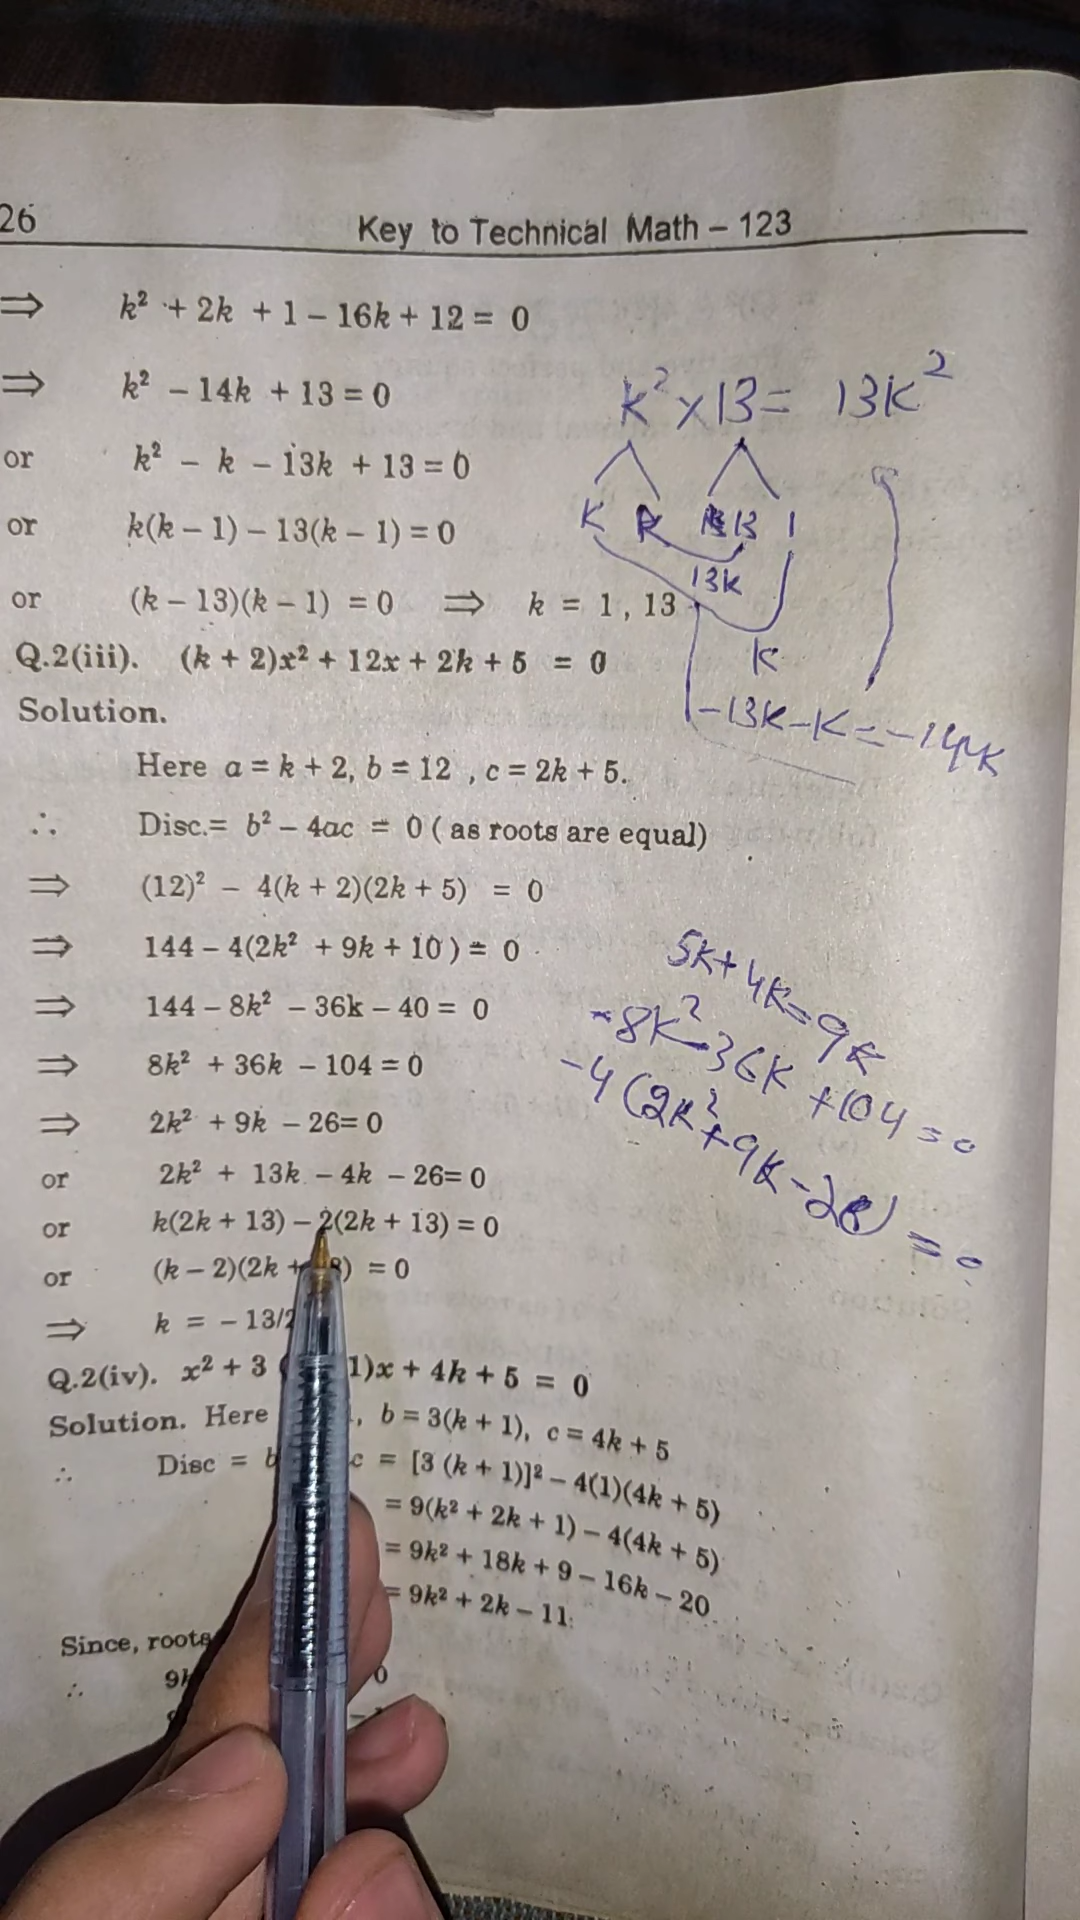 26
Key to Technical Math – 123
⇒ k² + 2k + 1 – 16k + 12 = 0
⇒ k² – 14k + 13 = 0
or k² – k – 13k + 13 = 0
or k(k – 1) – 13(k – 1) = 0
or (k – 13)(k – 1) = 0 ⇒ k = 1 , 13
k² × 13 = 13k²
K K 13 1
13k
K
–13K–K=–14K
Q.2(iii). (k + 2)x² + 12x + 2k + 5 = 0
Solution.
Here a = k + 2, b = 12 , c = 2k + 5.
∴ Disc.= b² – 4ac = 0 ( as roots are equal)
⇒ (12)² – 4(k + 2)(2k + 5) = 0
⇒ 144 – 4(2k² + 9k + 10 ) = 0
⇒ 144 – 8k² – 36k – 40 = 0
⇒ 8k² + 36k – 104 = 0
⇒ 2k² + 9k – 26= 0
or 2k² + 13k – 4k – 26= 0
or k(2k + 13) – 2(2k + 13) = 0
or (k – 2)(2k + ) = 0
⇒ k = – 13/2
5K+4K=9K
-8K²-36K +104=0
-4(2K²+9K-26)=0
Q.2(iv). x² + 3 1)x + 4k + 5 = 0
Solution. Here , b = 3(k + 1), c = 4k + 5
∴ Disc = b c = [3 (k + 1)]² – 4(1)(4k + 5)
= 9(k² + 2k + 1) – 4(4k + 5)
= 9k² + 18k + 9 – 16k – 20
= 9k² + 2k – 11
Since, roots
∴ 9k 0